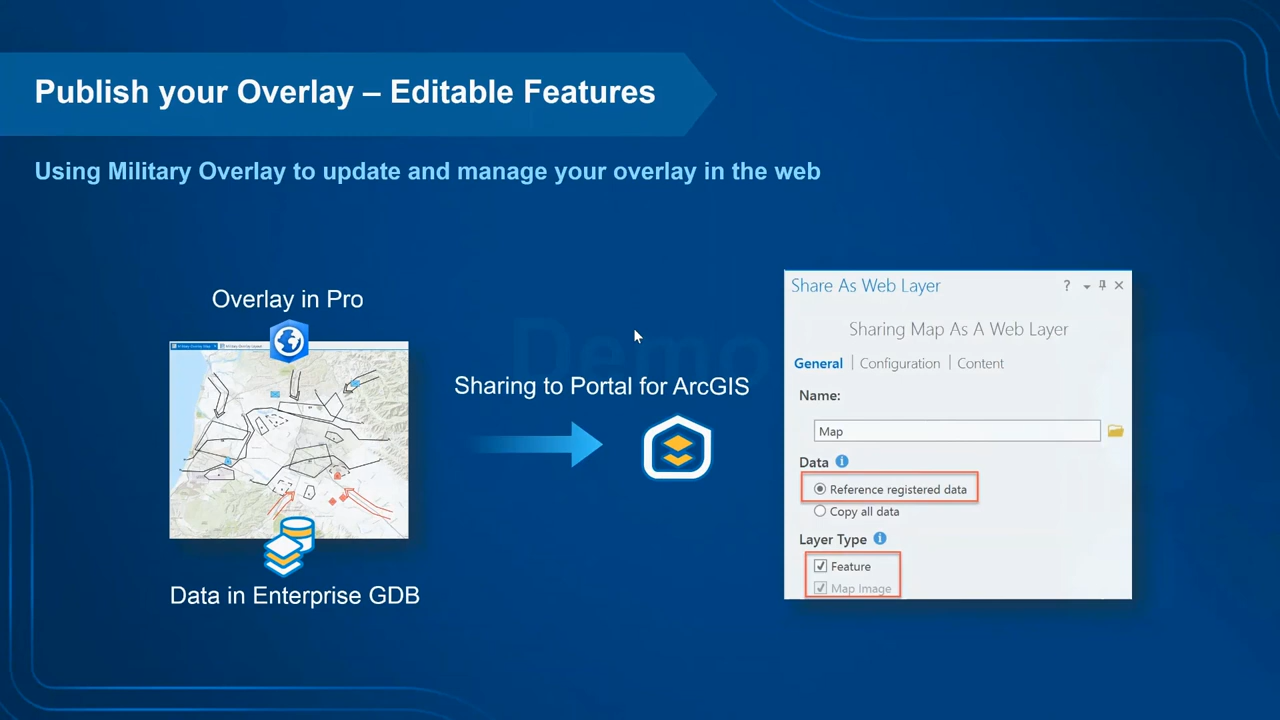 Publish your Overlay – Editable Features
Using Military Overlay to update and manage your overlay in the web
Overlay in Pro
Data in Enterprise GDB
Demo
Sharing to Portal for ArcGIS
Share As Web Layer
?
Sharing Map As A Web Layer
General | Configuration | Content
Name:
Map
Data
Reference registered data
Copy all data
Layer Type
Feature
Map Image